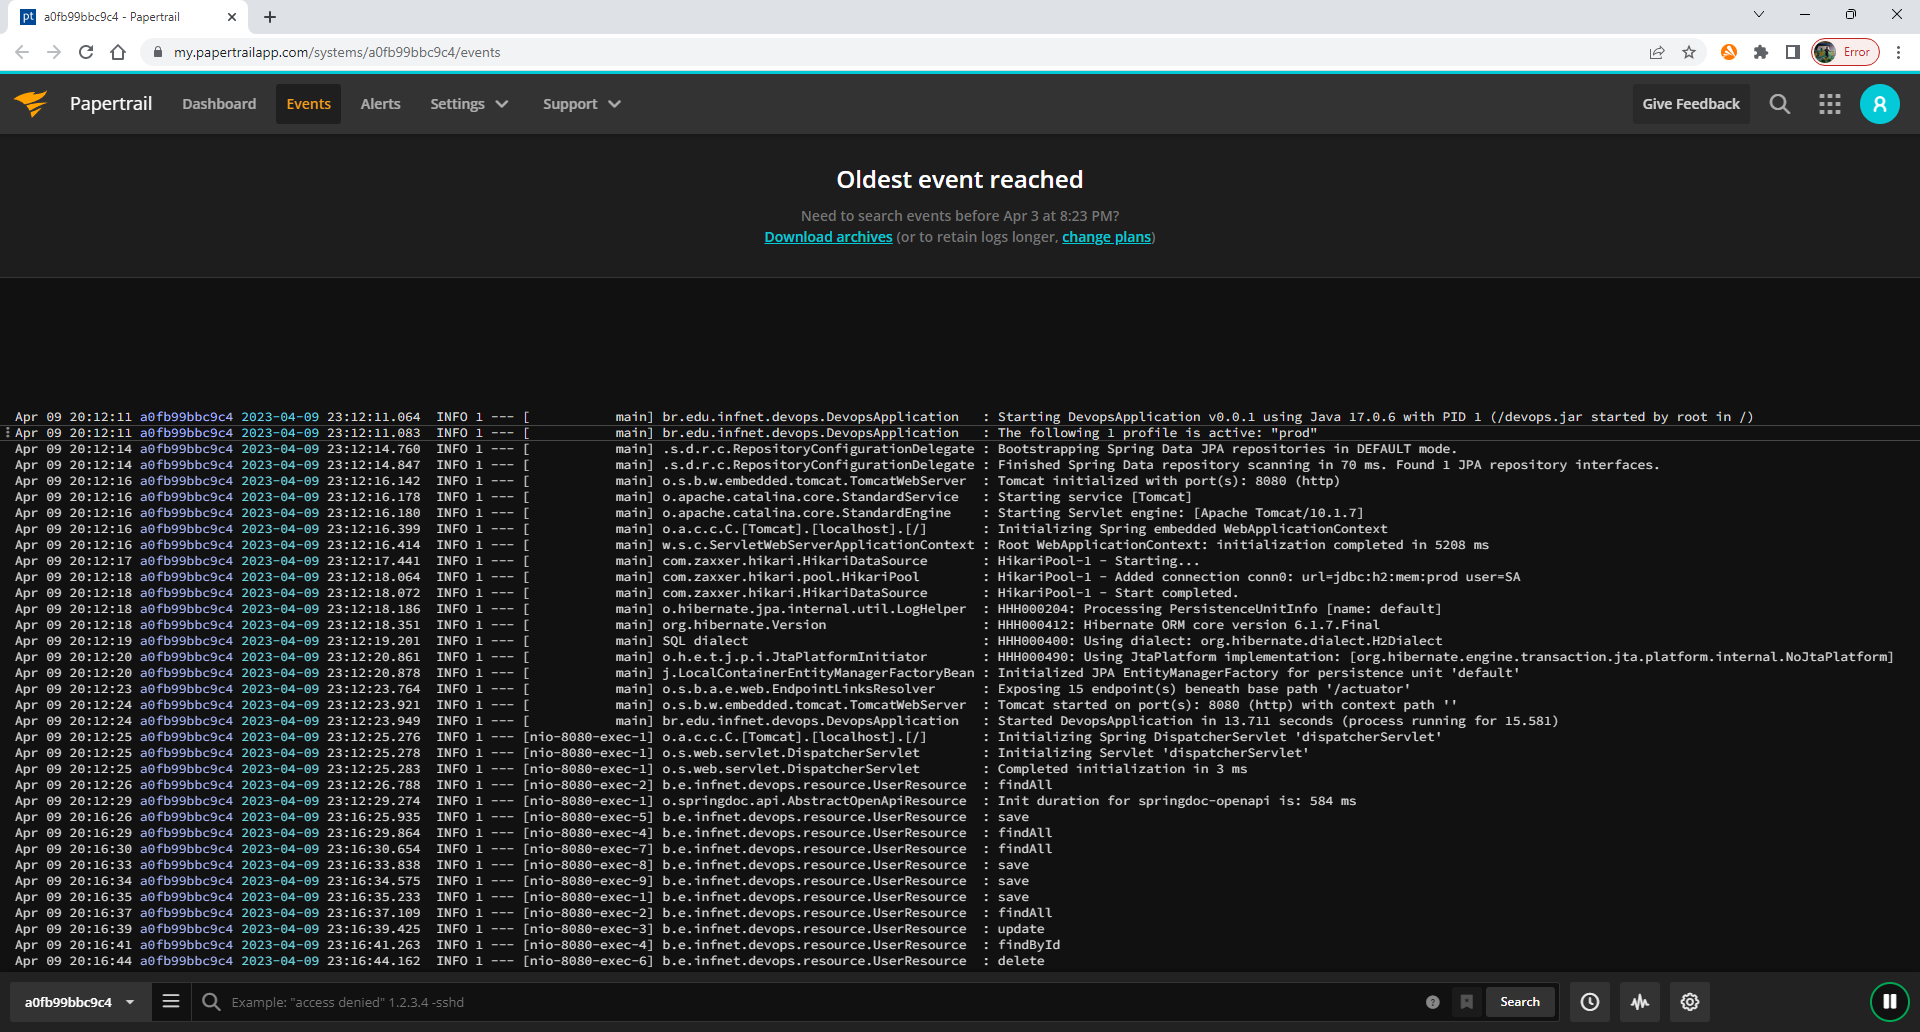 pt a0fb99bbc9c4 - Papertrail
my.papertrailapp.com/systems/a0fb99bbc9c4/events
Error
Papertrail Dashboard Events Alerts Settings Support Give Feedback
Oldest event reached
Need to search events before Apr 3 at 8:23 PM?
Download archives (or to retain logs longer, change plans)
Apr 09 20:12:11 a0fb99bbc9c4 2023-04-09 23:12:11.064 INFO 1 --- [ main] br.edu.infnet.devops.DevopsApplication : Starting DevopsApplication v0.0.1 using Java 17.0.6 with PID 1 (/devops.jar started by root in /)
Apr 09 20:12:11 a0fb99bbc9c4 2023-04-09 23:12:11.083 INFO 1 --- [ main] br.edu.infnet.devops.DevopsApplication : The following 1 profile is active: "prod"
Apr 09 20:12:14 a0fb99bbc9c4 2023-04-09 23:12:14.760 INFO 1 --- [ main] .s.d.r.c.RepositoryConfigurationDelegate : Bootstrapping Spring Data JPA repositories in DEFAULT mode.
Apr 09 20:12:14 a0fb99bbc9c4 2023-04-09 23:12:14.847 INFO 1 --- [ main] .s.d.r.c.RepositoryConfigurationDelegate : Finished Spring Data repository scanning in 70 ms. Found 1 JPA repository interfaces.
Apr 09 20:12:16 a0fb99bbc9c4 2023-04-09 23:12:16.142 INFO 1 --- [ main] o.s.b.w.embedded.tomcat.TomcatWebServer : Tomcat initialized with port(s): 8080 (http)
Apr 09 20:12:16 a0fb99bbc9c4 2023-04-09 23:12:16.178 INFO 1 --- [ main] o.apache.catalina.core.StandardService : Starting service [Tomcat]
Apr 09 20:12:16 a0fb99bbc9c4 2023-04-09 23:12:16.180 INFO 1 --- [ main] o.apache.catalina.core.StandardEngine : Starting Servlet engine: [Apache Tomcat/10.1.7]
Apr 09 20:12:16 a0fb99bbc9c4 2023-04-09 23:12:16.399 INFO 1 --- [ main] o.a.c.c.C.[Tomcat].[localhost].[/] : Initializing Spring embedded WebApplicationContext
Apr 09 20:12:16 a0fb99bbc9c4 2023-04-09 23:12:16.414 INFO 1 --- [ main] w.s.c.ServletWebServerApplicationContext : Root WebApplicationContext: initialization completed in 5208 ms
Apr 09 20:12:17 a0fb99bbc9c4 2023-04-09 23:12:17.441 INFO 1 --- [ main] com.zaxxer.hikari.HikariDataSource : HikariPool-1 - Starting...
Apr 09 20:12:18 a0fb99bbc9c4 2023-04-09 23:12:18.064 INFO 1 --- [ main] com.zaxxer.hikari.pool.HikariPool : HikariPool-1 - Added connection conn0: url=jdbc:h2:mem:prod user=SA
Apr 09 20:12:18 a0fb99bbc9c4 2023-04-09 23:12:18.072 INFO 1 --- [ main] com.zaxxer.hikari.HikariDataSource : HikariPool-1 - Start completed.
Apr 09 20:12:18 a0fb99bbc9c4 2023-04-09 23:12:18.186 INFO 1 --- [ main] o.hibernate.jpa.internal.util.LogHelper : HHH000204: Processing PersistenceUnitInfo [name: default]
Apr 09 20:12:18 a0fb99bbc9c4 2023-04-09 23:12:18.351 INFO 1 --- [ main] org.hibernate.Version : HHH000412: Hibernate ORM core version 6.1.7.Final
Apr 09 20:12:19 a0fb99bbc9c4 2023-04-09 23:12:19.201 INFO 1 --- [ main] SQL dialect : HHH000400: Using dialect: org.hibernate.dialect.H2Dialect
Apr 09 20:12:20 a0fb99bbc9c4 2023-04-09 23:12:20.861 INFO 1 --- [ main] o.h.e.t.j.p.i.JtaPlatformInitiator : HHH000490: Using JtaPlatform implementation: [org.hibernate.engine.transaction.jta.platform.internal.NoJtaPlatform]
Apr 09 20:12:20 a0fb99bbc9c4 2023-04-09 23:12:20.878 INFO 1 --- [ main] j.LocalContainerEntityManagerFactoryBean : Initialized JPA EntityManagerFactory for persistence unit 'default'
Apr 09 20:12:23 a0fb99bbc9c4 2023-04-09 23:12:23.764 INFO 1 --- [ main] o.s.b.a.e.web.EndpointLinksResolver : Exposing 15 endpoint(s) beneath base path '/actuator'
Apr 09 20:12:24 a0fb99bbc9c4 2023-04-09 23:12:23.921 INFO 1 --- [ main] o.s.b.w.embedded.tomcat.TomcatWebServer : Tomcat started on port(s): 8080 (http) with context path ''
Apr 09 20:12:24 a0fb99bbc9c4 2023-04-09 23:12:23.949 INFO 1 --- [ main] br.edu.infnet.devops.DevopsApplication : Started DevopsApplication in 13.711 seconds (process running for 15.581)
Apr 09 20:12:25 a0fb99bbc9c4 2023-04-09 23:12:25.276 INFO 1 --- [nio-8080-exec-1] o.a.c.c.C.[Tomcat].[localhost].[/] : Initializing Spring DispatcherServlet 'dispatcherServlet'
Apr 09 20:12:25 a0fb99bbc9c4 2023-04-09 23:12:25.278 INFO 1 --- [nio-8080-exec-1] o.s.web.servlet.DispatcherServlet : Initializing Servlet 'dispatcherServlet'
Apr 09 20:12:25 a0fb99bbc9c4 2023-04-09 23:12:25.283 INFO 1 --- [nio-8080-exec-1] o.s.web.servlet.DispatcherServlet : Completed initialization in 3 ms
Apr 09 20:12:26 a0fb99bbc9c4 2023-04-09 23:12:26.788 INFO 1 --- [nio-8080-exec-2] b.e.infnet.devops.resource.UserResource : findAll
Apr 09 20:12:29 a0fb99bbc9c4 2023-04-09 23:12:29.274 INFO 1 --- [nio-8080-exec-1] o.springdoc.api.AbstractOpenApiResource : Init duration for springdoc-openapi is: 584 ms
Apr 09 20:16:26 a0fb99bbc9c4 2023-04-09 23:16:25.935 INFO 1 --- [nio-8080-exec-5] b.e.infnet.devops.resource.UserResource : save
Apr 09 20:16:29 a0fb99bbc9c4 2023-04-09 23:16:29.864 INFO 1 --- [nio-8080-exec-4] b.e.infnet.devops.resource.UserResource : findAll
Apr 09 20:16:30 a0fb99bbc9c4 2023-04-09 23:16:30.654 INFO 1 --- [nio-8080-exec-7] b.e.infnet.devops.resource.UserResource : findAll
Apr 09 20:16:33 a0fb99bbc9c4 2023-04-09 23:16:33.838 INFO 1 --- [nio-8080-exec-8] b.e.infnet.devops.resource.UserResource : save
Apr 09 20:16:34 a0fb99bbc9c4 2023-04-09 23:16:34.575 INFO 1 --- [nio-8080-exec-9] b.e.infnet.devops.resource.UserResource : save
Apr 09 20:16:35 a0fb99bbc9c4 2023-04-09 23:16:35.233 INFO 1 --- [nio-8080-exec-1] b.e.infnet.devops.resource.UserResource : save
Apr 09 20:16:37 a0fb99bbc9c4 2023-04-09 23:16:37.109 INFO 1 --- [nio-8080-exec-2] b.e.infnet.devops.resource.UserResource : findAll
Apr 09 20:16:39 a0fb99bbc9c4 2023-04-09 23:16:39.425 INFO 1 --- [nio-8080-exec-3] b.e.infnet.devops.resource.UserResource : update
Apr 09 20:16:41 a0fb99bbc9c4 2023-04-09 23:16:41.263 INFO 1 --- [nio-8080-exec-4] b.e.infnet.devops.resource.UserResource : findById
Apr 09 20:16:44 a0fb99bbc9c4 2023-04-09 23:16:44.162 INFO 1 --- [nio-8080-exec-6] b.e.infnet.devops.resource.UserResource : delete
a0fb99bbc9c4 Example: "access denied" 1.2.3.4 -sshd ? Search